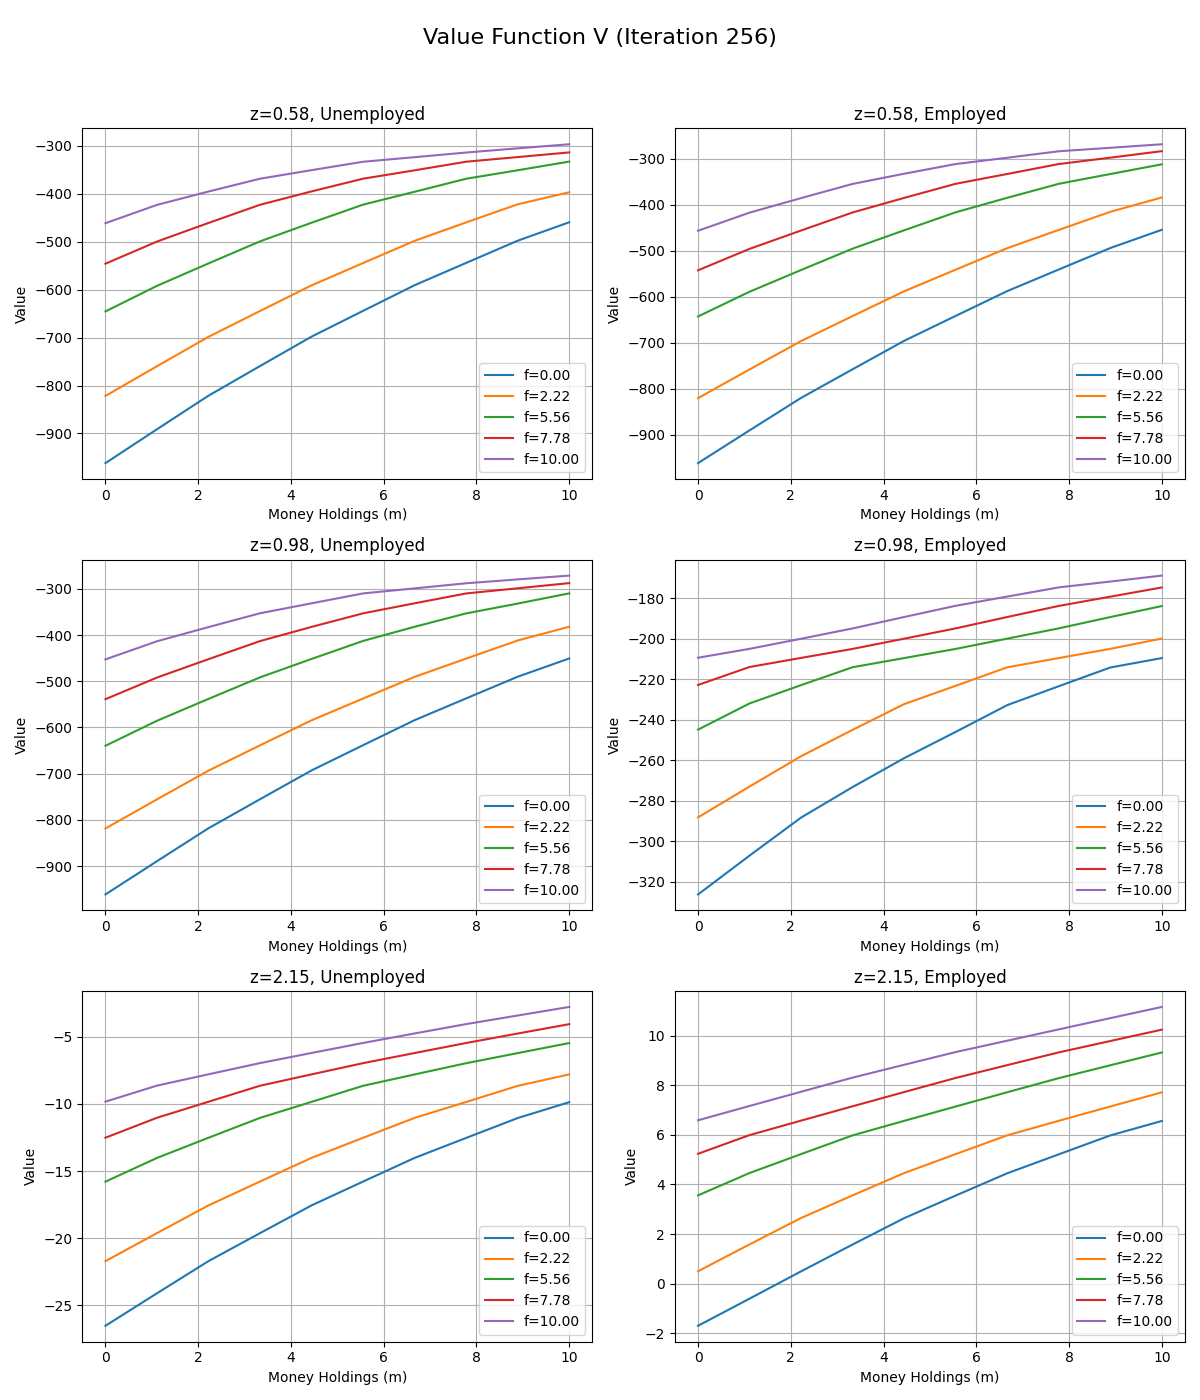 Value Function V (Iteration 256)
z=0.58, Unemployed
−300
−400
−500
−600
−700
−800
−900
Value
0 2 4 6 8 10
Money Holdings (m)
f=0.00
f=2.22
f=5.56
f=7.78
f=10.00
z=0.58, Employed
−300
−400
−500
−600
−700
−800
−900
Value
0 2 4 6 8 10
Money Holdings (m)
f=0.00
f=2.22
f=5.56
f=7.78
f=10.00
z=0.98, Unemployed
−300
−400
−500
−600
−700
−800
−900
Value
0 2 4 6 8 10
Money Holdings (m)
f=0.00
f=2.22
f=5.56
f=7.78
f=10.00
z=0.98, Employed
−180
−200
−220
−240
−260
−280
−300
−320
Value
0 2 4 6 8 10
Money Holdings (m)
f=0.00
f=2.22
f=5.56
f=7.78
f=10.00
z=2.15, Unemployed
−5
−10
−15
−20
−25
Value
0 2 4 6 8 10
Money Holdings (m)
f=0.00
f=2.22
f=5.56
f=7.78
f=10.00
z=2.15, Employed
10
8
6
4
2
0
−2
Value
0 2 4 6 8 10
Money Holdings (m)
f=0.00
f=2.22
f=5.56
f=7.78
f=10.00